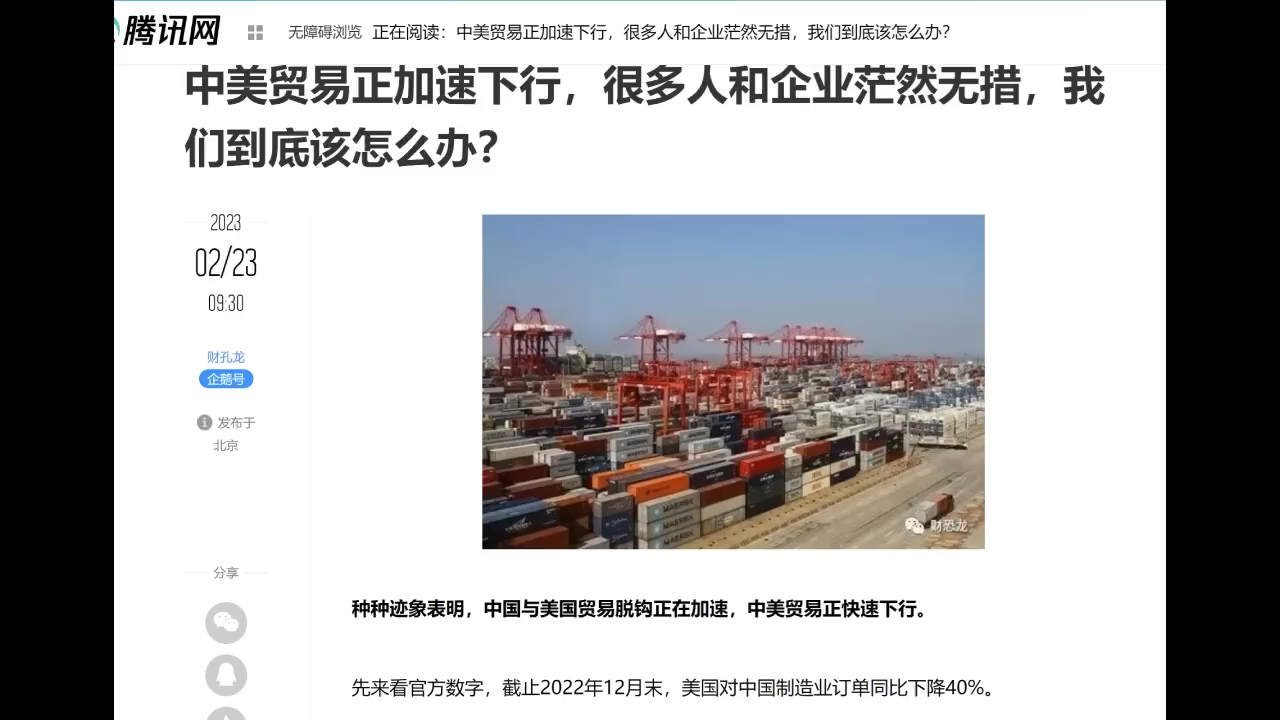 腾讯网
无障碍浏览 正在阅读：中美贸易正加速下行，很多人和企业茫然无措，我们到底该怎么办？
中美贸易正加速下行，很多人和企业茫然无措，我
们到底该怎么办？
2023
02/23
09:30
财孔龙
企鹅号
发布于
北京
MAERSK
MAERSK
MAERSK
财恐龙
分享
种种迹象表明，中国与美国贸易脱钩正在加速，中美贸易正快速下行。
先来看官方数字，截止2022年12月末，美国对中国制造业订单同比下降40%。